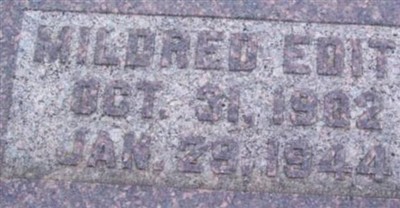 MILDRED EDIT
OCT. 31, 1902
JAN. 29, 1944